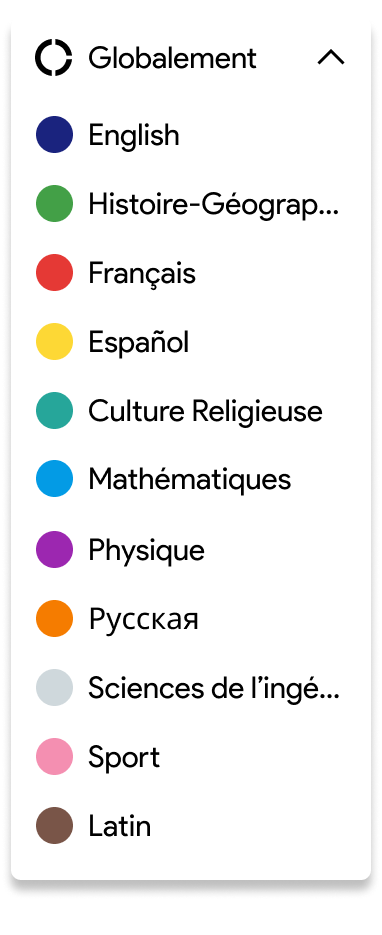 Globalement
English
Histoire-Géograp...
Français
Español
Culture Religieuse
Mathématiques
Physique
Русская
Sciences de l’ingé...
Sport
Latin